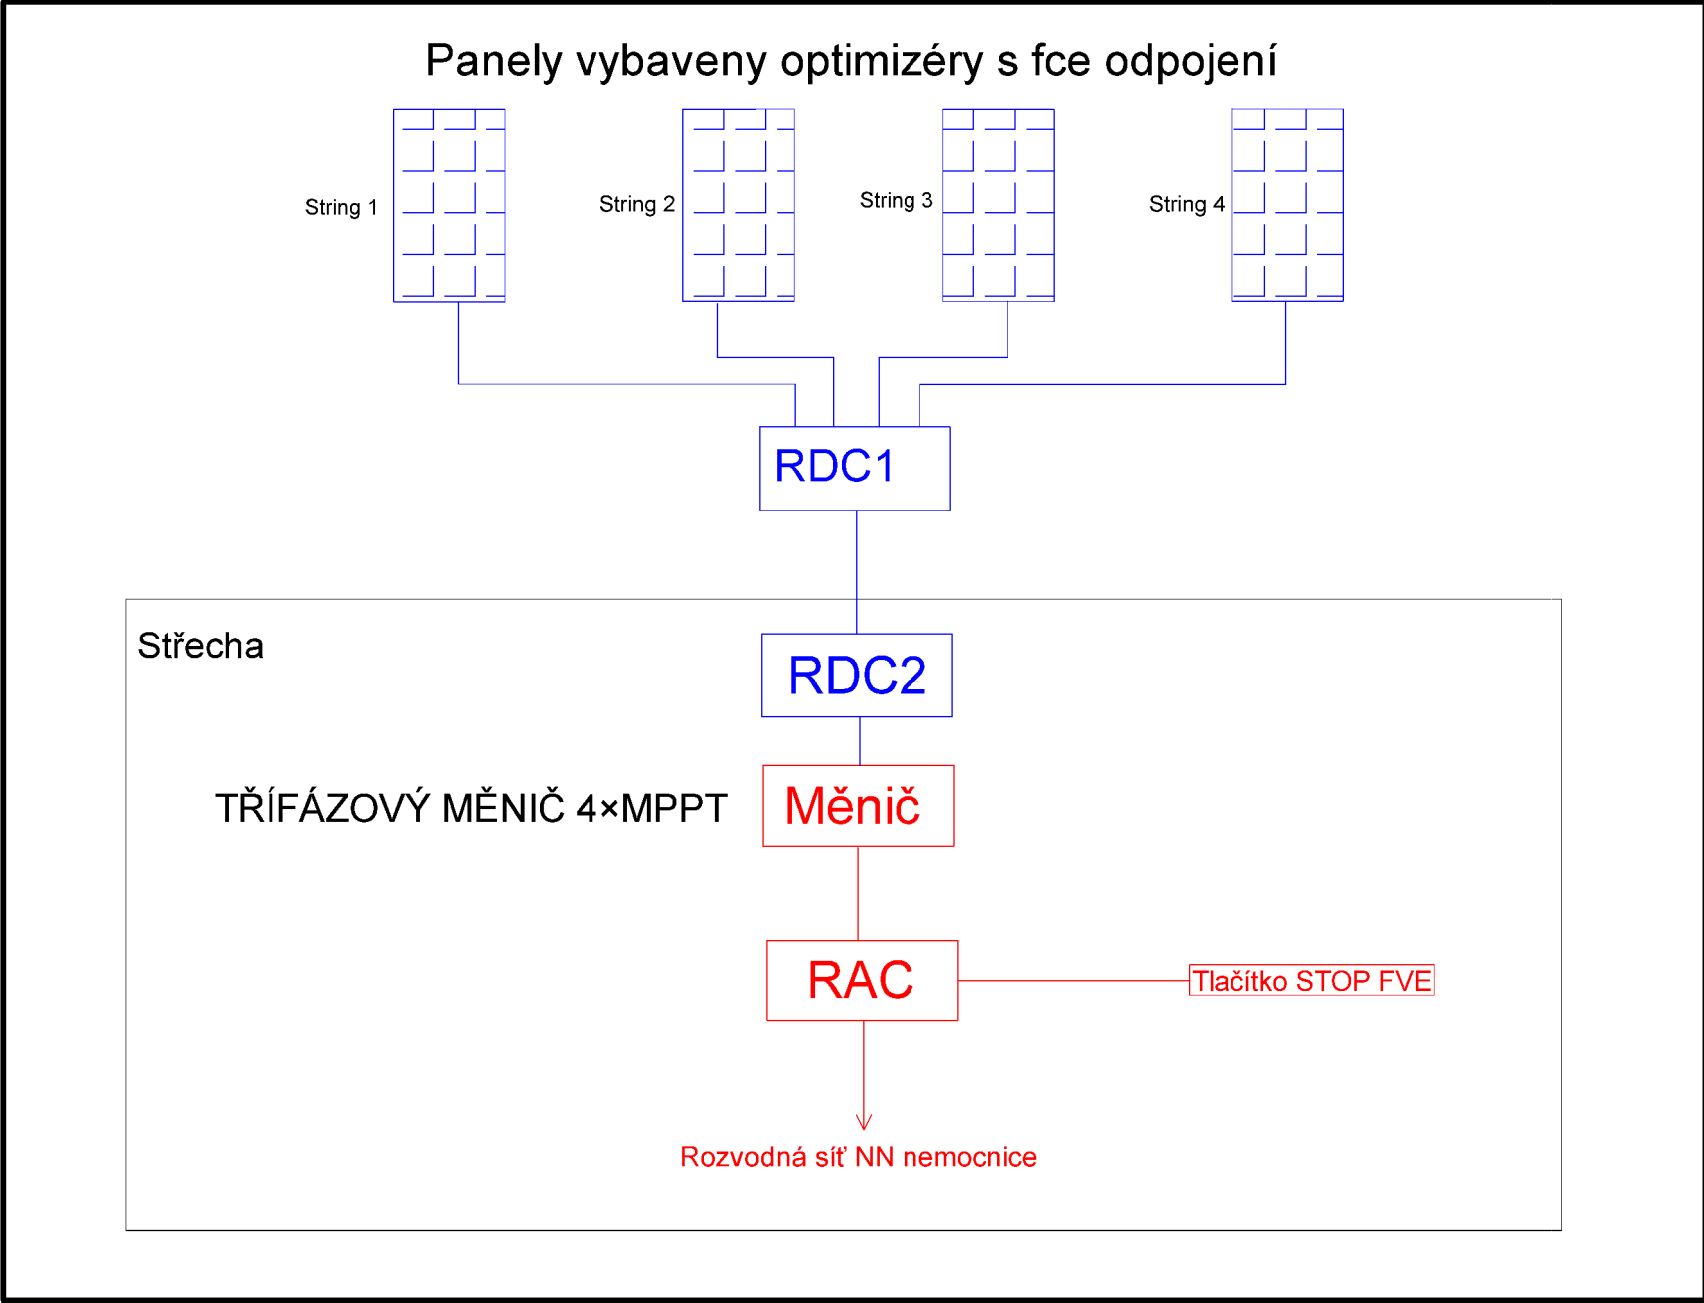 Panely vybaveny optimizéry s fce odpojení
String 1
String 2
String 3
String 4
RDC1
Střecha
RDC2
TŘÍFÁZOVÝ MĚNIČ 4×MPPT
Měnič
RAC
Tlačítko STOP FVE
Rozvodná síť NN nemocnice